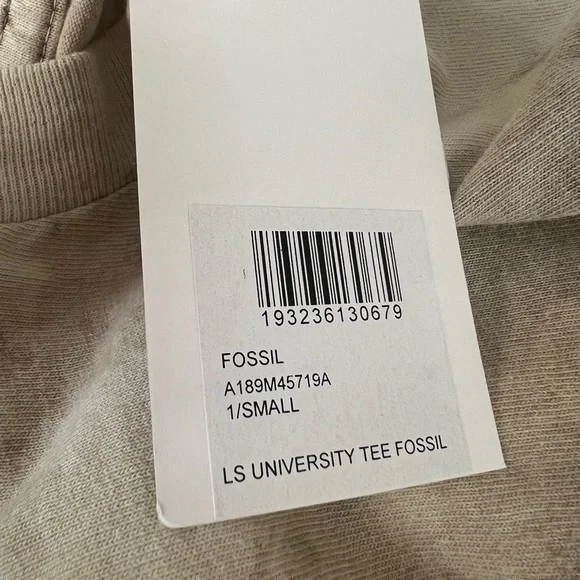 193236130679
FOSSIL
A189M45719A
1/SMALL
LS UNIVERSITY TEE FOSSIL